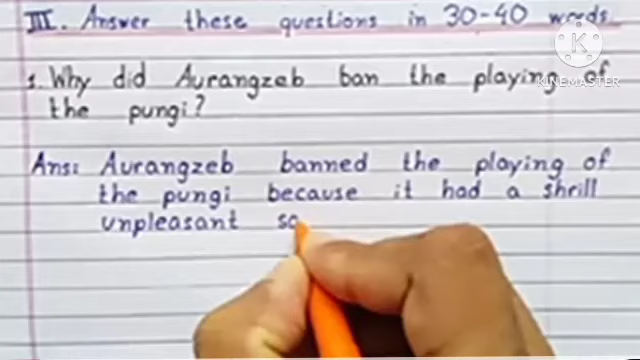 III. Answer these questions in 30-40 words.
1. Why did Aurangzeb ban the playing of
the pungi?
Ans: Aurangzeb banned the playing of
the pungi because it had a shrill
unpleasant so
K
KINEMASTER